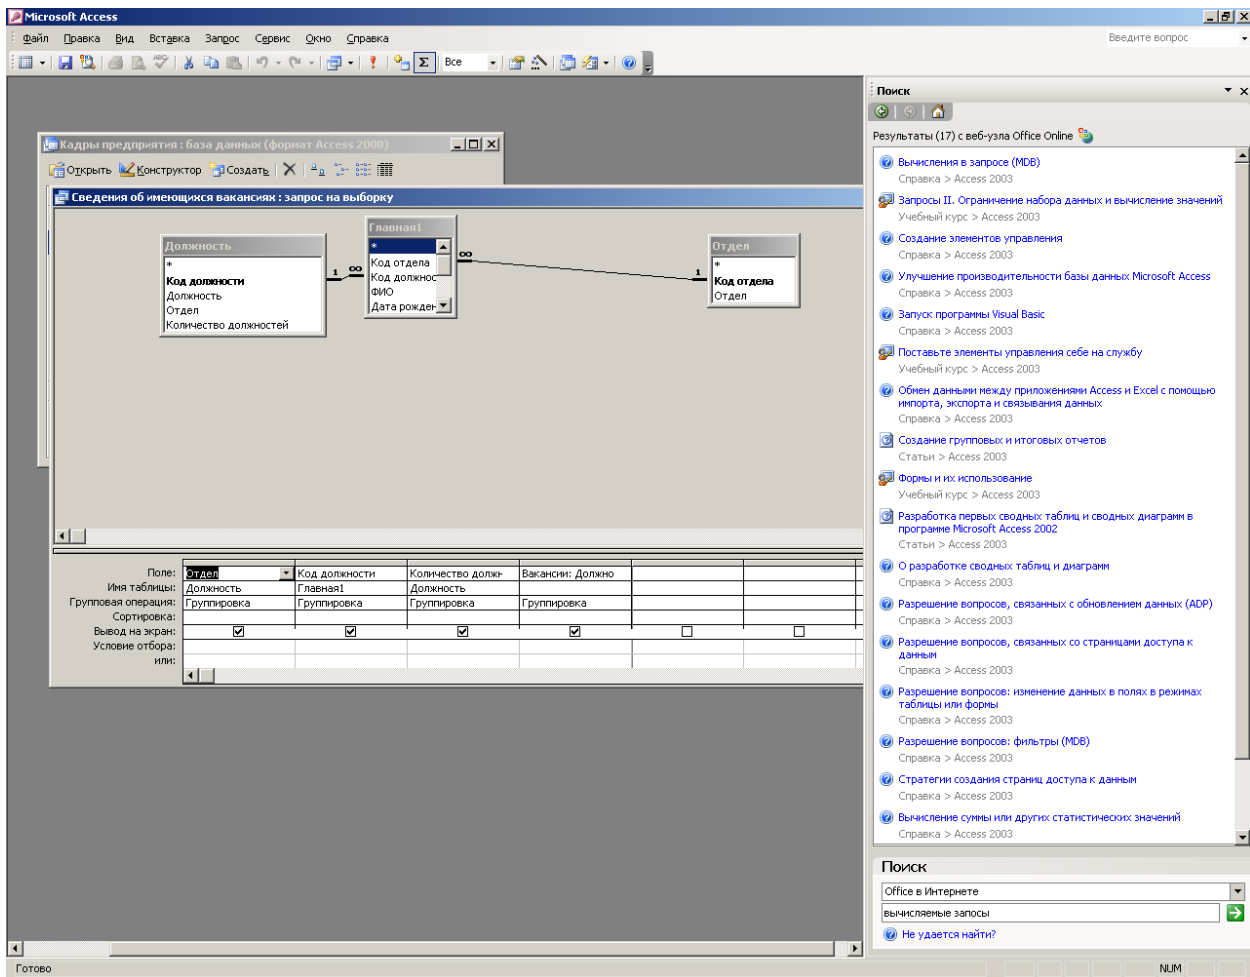 Microsoft Access
Файл Правка Вид Вставка Запрос Сервис Окно Справка
Введите вопрос
Все
Кадры предприятия : база данных (формат Access 2000)
Открыть Конструктор Создать
Сведения об имеющихся вакансиях : запрос на выборку
Должность
*
Код должности
Должность
Отдел
Количество должностей
1 ∞
Главная1
*
Код отдела
Код должнос
ФИО
Дата рожден
∞ 1
Отдел
*
Код отдела
Отдел
Поле: Отдел Код должности Количество должн Вакансии: Должно
Имя таблицы: Должность Главная1 Должность
Групповая операция: Группировка Группировка Группировка Группировка
Сортировка:
Вывод на экран:
Условие отбора:
или:
Поиск
Результаты (17) с веб-узла Office Online
Вычисления в запросе (MDB)
Справка > Access 2003
Запросы II. Ограничение набора данных и вычисление значений
Учебный курс > Access 2003
Создание элементов управления
Справка > Access 2003
Улучшение производительности базы данных Microsoft Access
Справка > Access 2003
Запуск программы Visual Basic
Справка > Access 2003
Поставьте элементы управления себе на службу
Учебный курс > Access 2003
Обмен данными между приложениями Access и Excel с помощью
импорта, экспорта и связывания данных
Справка > Access 2003
Создание групповых и итоговых отчетов
Статьи > Access 2003
Формы и их использование
Учебный курс > Access 2003
Разработка первых сводных таблиц и сводных диаграмм в
программе Microsoft Access 2002
Статьи > Access 2003
О разработке сводных таблиц и диаграмм
Справка > Access 2003
Разрешение вопросов, связанных с обновлением данных (ADP)
Справка > Access 2003
Разрешение вопросов, связанных со страницами доступа к
данным
Справка > Access 2003
Разрешение вопросов: изменение данных в полях в режимах
таблицы или формы
Справка > Access 2003
Разрешение вопросов: фильтры (MDB)
Справка > Access 2003
Стратегии создания страниц доступа к данным
Справка > Access 2003
Вычисление суммы или других статистических значений
Справка > Access 2003
Поиск
Office в Интернете
вычисляемые запосы
Не удается найти?
Готово
NUM